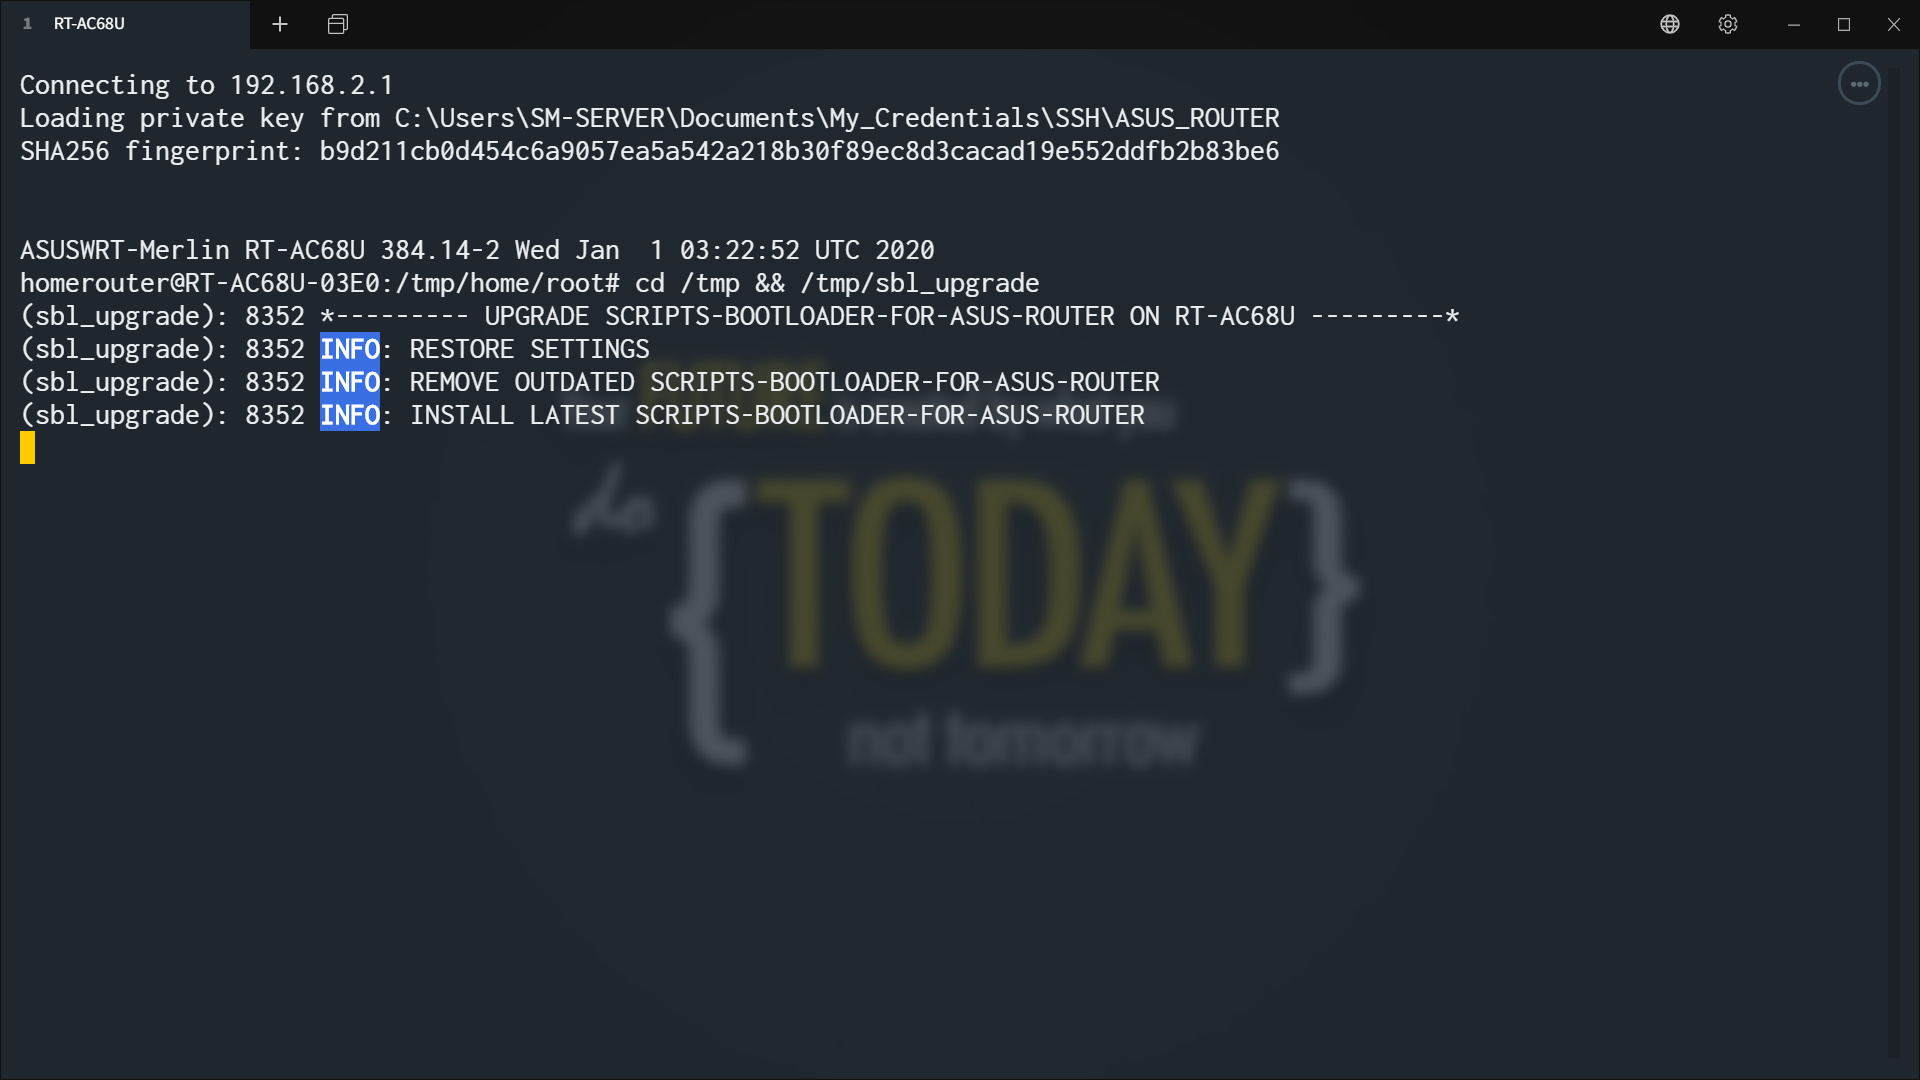 1 RT-AC68U
Connecting to 192.168.2.1
Loading private key from C:\Users\SM-SERVER\Documents\My_Credentials\SSH\ASUS_ROUTER
SHA256 fingerprint: b9d211cb0d454c6a9057ea5a542a218b30f89ec8d3cacad19e552ddfb2b83be6
ASUSWRT-Merlin RT-AC68U 384.14-2 Wed Jan  1 03:22:52 UTC 2020
homerouter@RT-AC68U-03E0:/tmp/home/root# cd /tmp && /tmp/sbl_upgrade
(sbl_upgrade): 8352 *--------- UPGRADE SCRIPTS-BOOTLOADER-FOR-ASUS-ROUTER ON RT-AC68U ---------*
(sbl_upgrade): 8352 INFO: RESTORE SETTINGS
(sbl_upgrade): 8352 INFO: REMOVE OUTDATED SCRIPTS-BOOTLOADER-FOR-ASUS-ROUTER
(sbl_upgrade): 8352 INFO: INSTALL LATEST SCRIPTS-BOOTLOADER-FOR-ASUS-ROUTER
do {TODAY}
not tomorrow